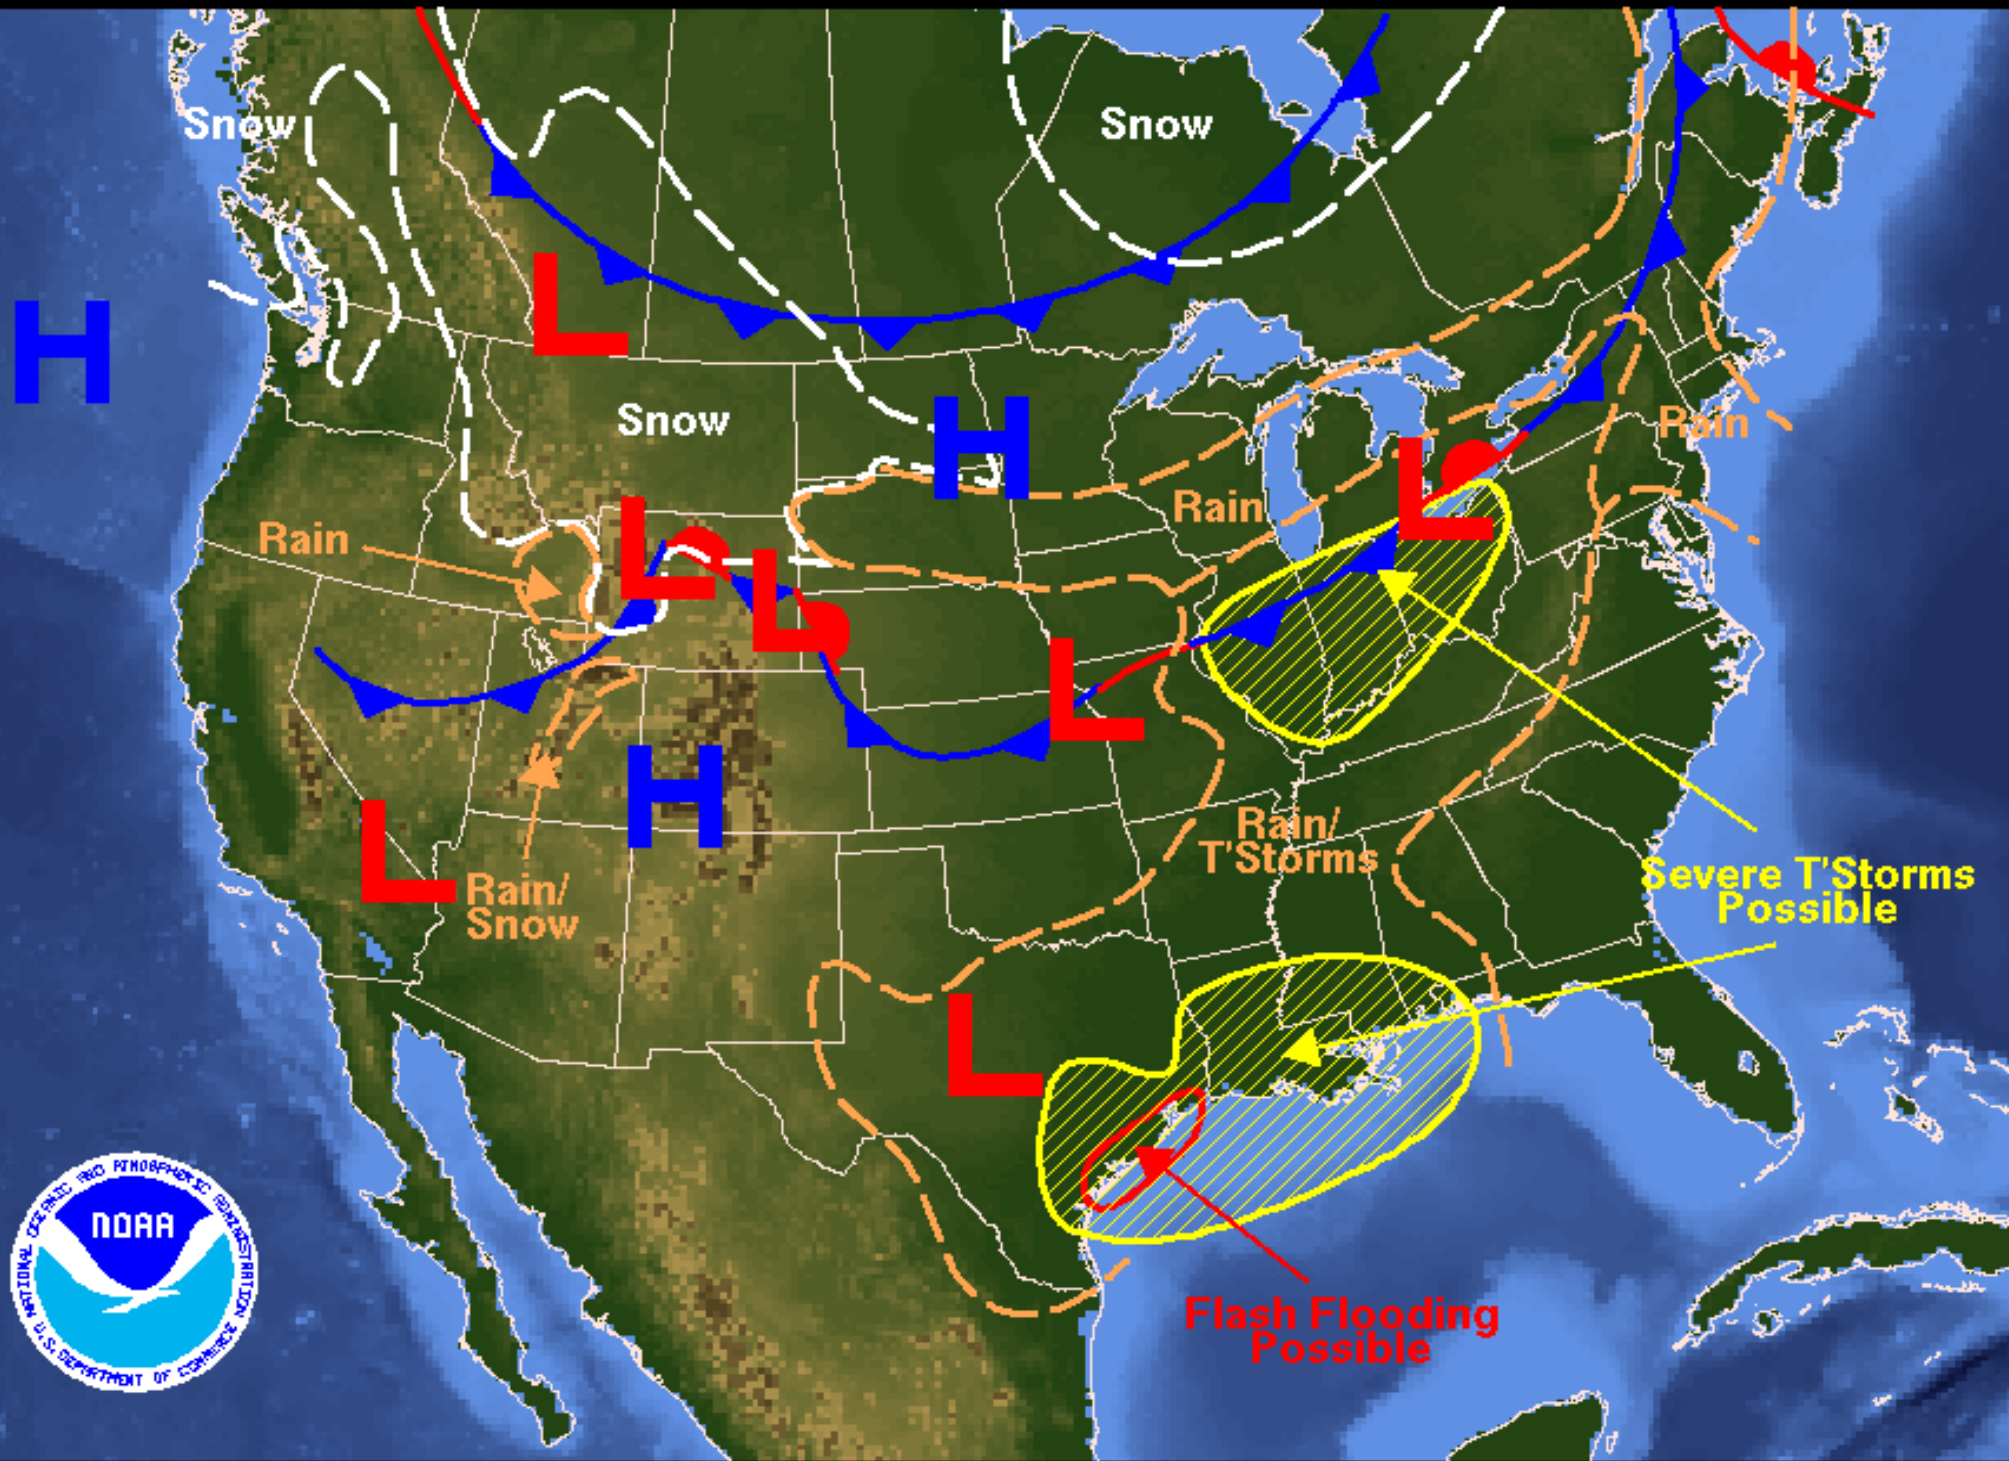 Snow
Snow
H
L
Snow
H
Rain
L
Rain
L
Rain
L
L
H
L
Rain/
T'Storms
Rain/
Snow
Severe T'Storms
Possible
L
NATIONAL OCEANIC AND ATMOSPHERIC ADMINISTRATION
NOAA
U.S. DEPARTMENT OF COMMERCE
Flash Flooding
Possible